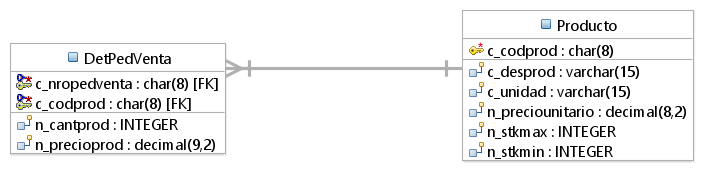 DetPedVenta
c_nropedventa : char(8) [FK]
c_codprod : char(8) [FK]
n_cantprod : INTEGER
n_precioprod : decimal(9,2)
Producto
c_codprod : char(8)
c_desprod : varchar(15)
c_unidad : varchar(15)
n_preciounitario : decimal(8,2)
n_stkmax : INTEGER
n_stkmin : INTEGER